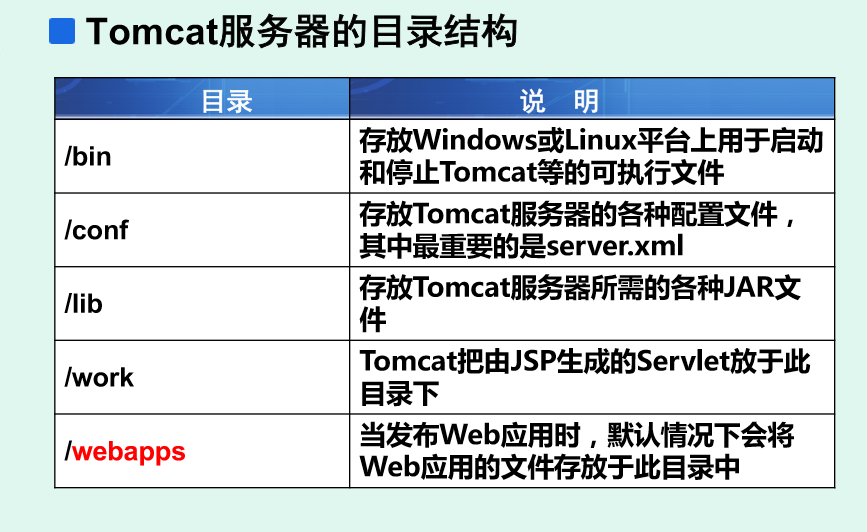 Tomcat服务器的目录结构
目录
说 明
/bin
存放Windows或Linux平台上用于启动
和停止Tomcat等的可执行文件
/conf
存放Tomcat服务器的各种配置文件，
其中最重要的是server.xml
/lib
存放Tomcat服务器所需的各种JAR文
件
/work
Tomcat把由JSP生成的Servlet放于此
目录下
/webapps
当发布Web应用时，默认情况下会将
Web应用的文件存放于此目录中